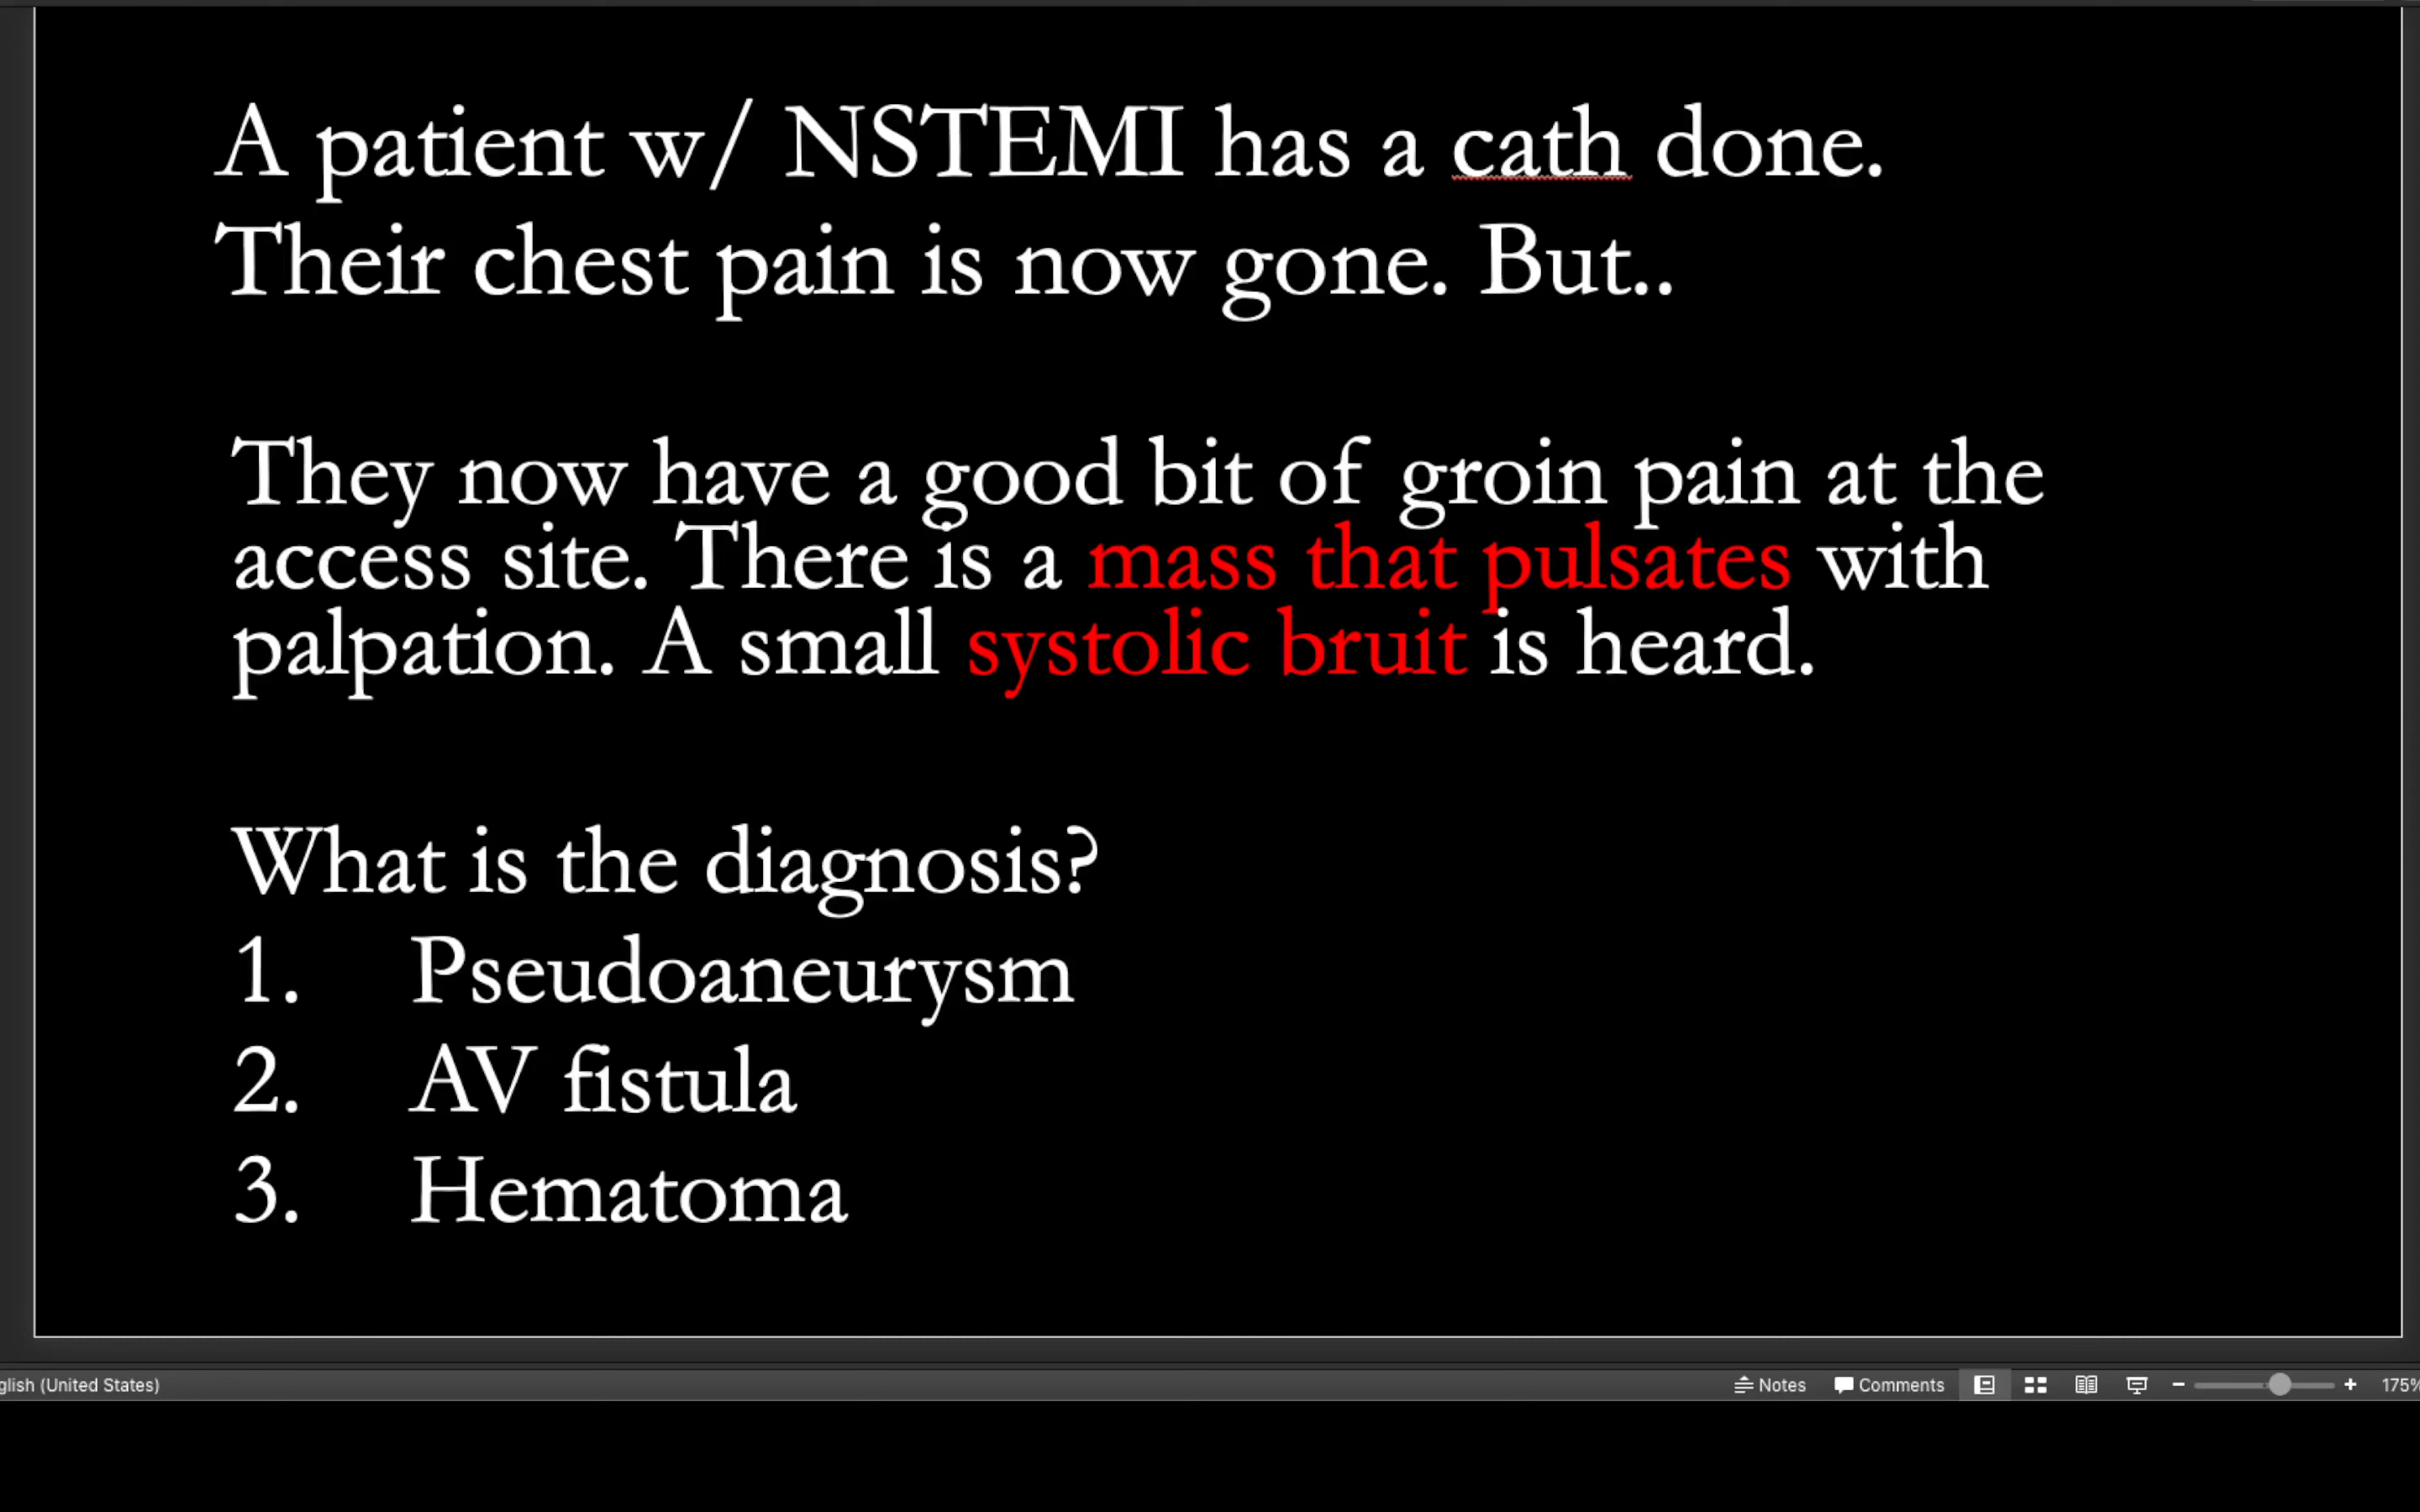 A patient w/ NSTEMI has a cath done.
Their chest pain is now gone. But..
They now have a good bit of groin pain at the
access site. There is a mass that pulsates with
palpation. A small systolic bruit is heard.
What is the diagnosis?
1. Pseudoaneurysm
2. AV fistula
3. Hematoma
glish (United States) Notes Comments 175%